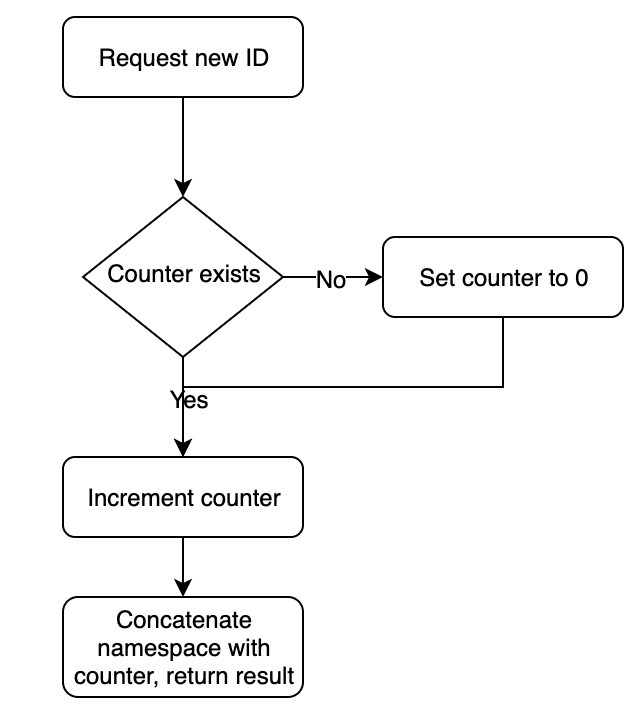 Request new ID
Counter exists
No
Set counter to 0
Yes
Increment counter
Concatenate
namespace with
counter, return result